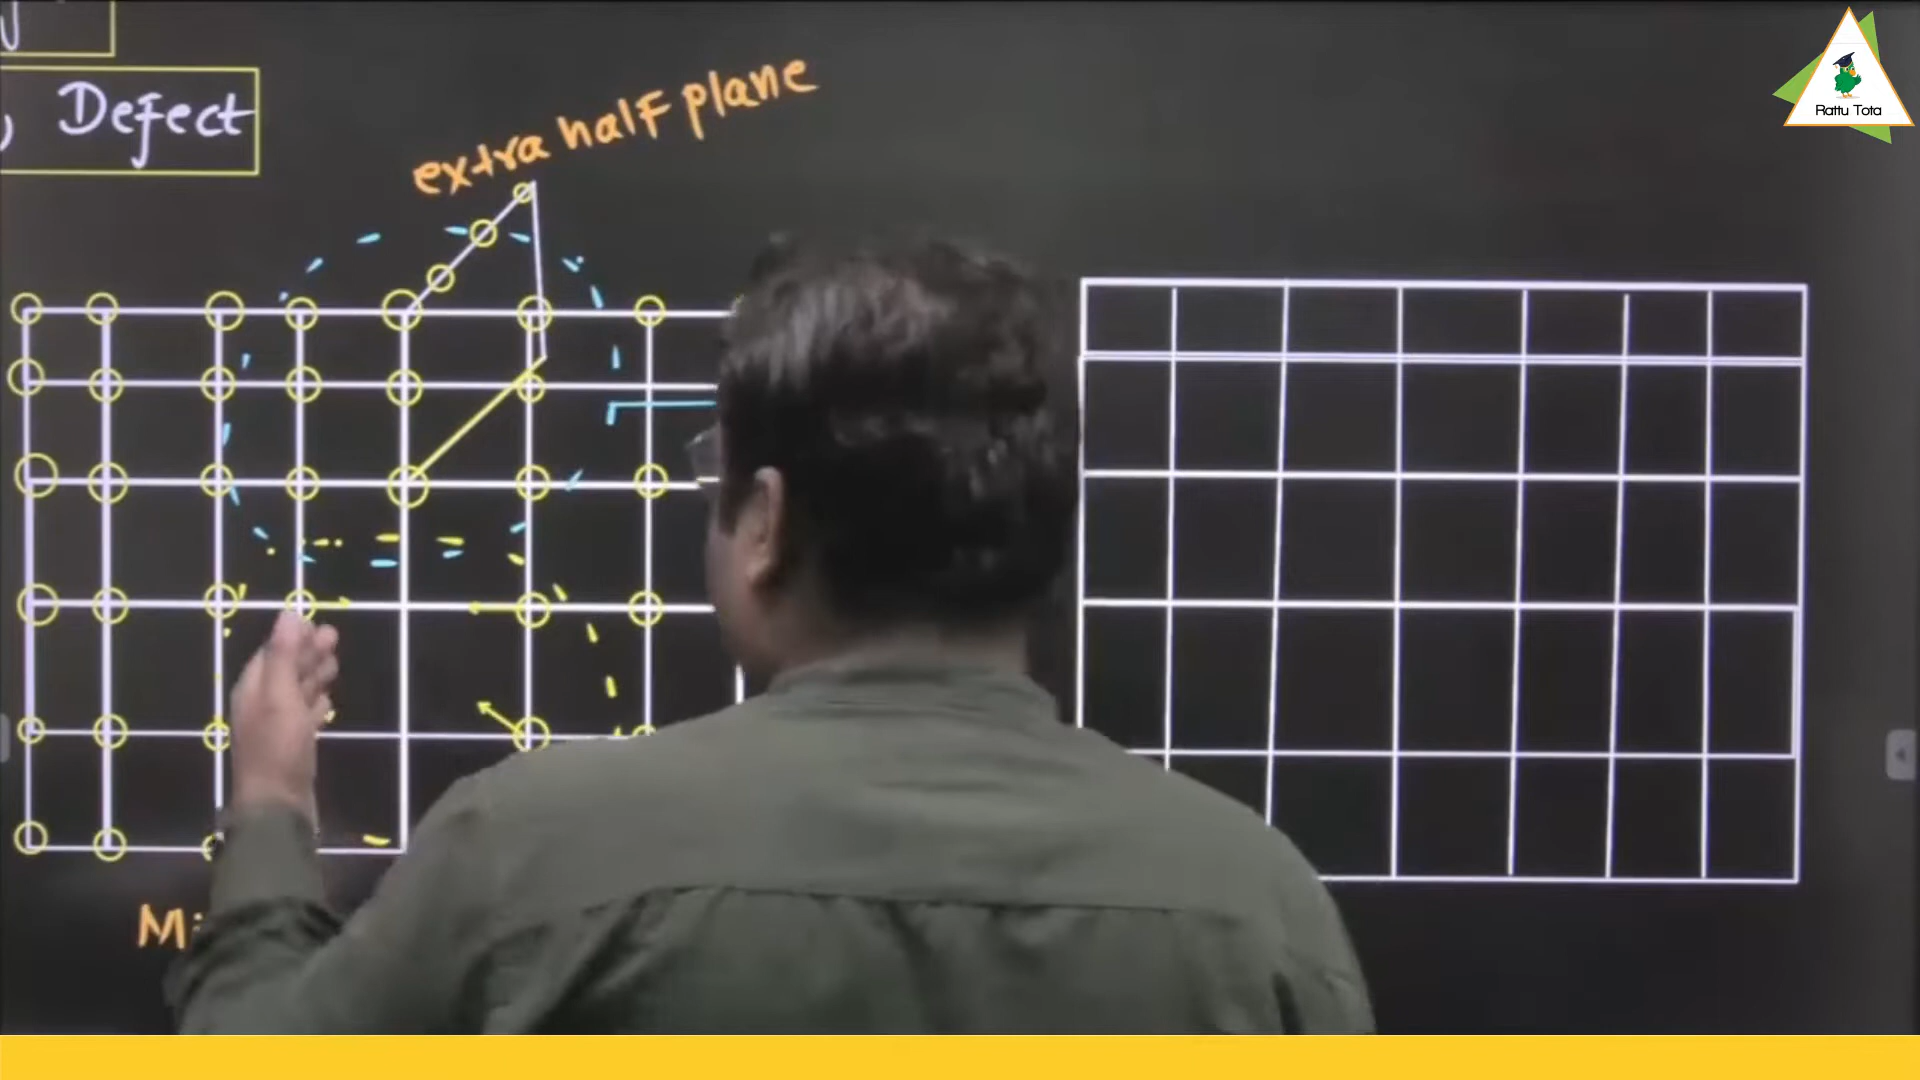 , Defect
extra half plane
Rattu Tota